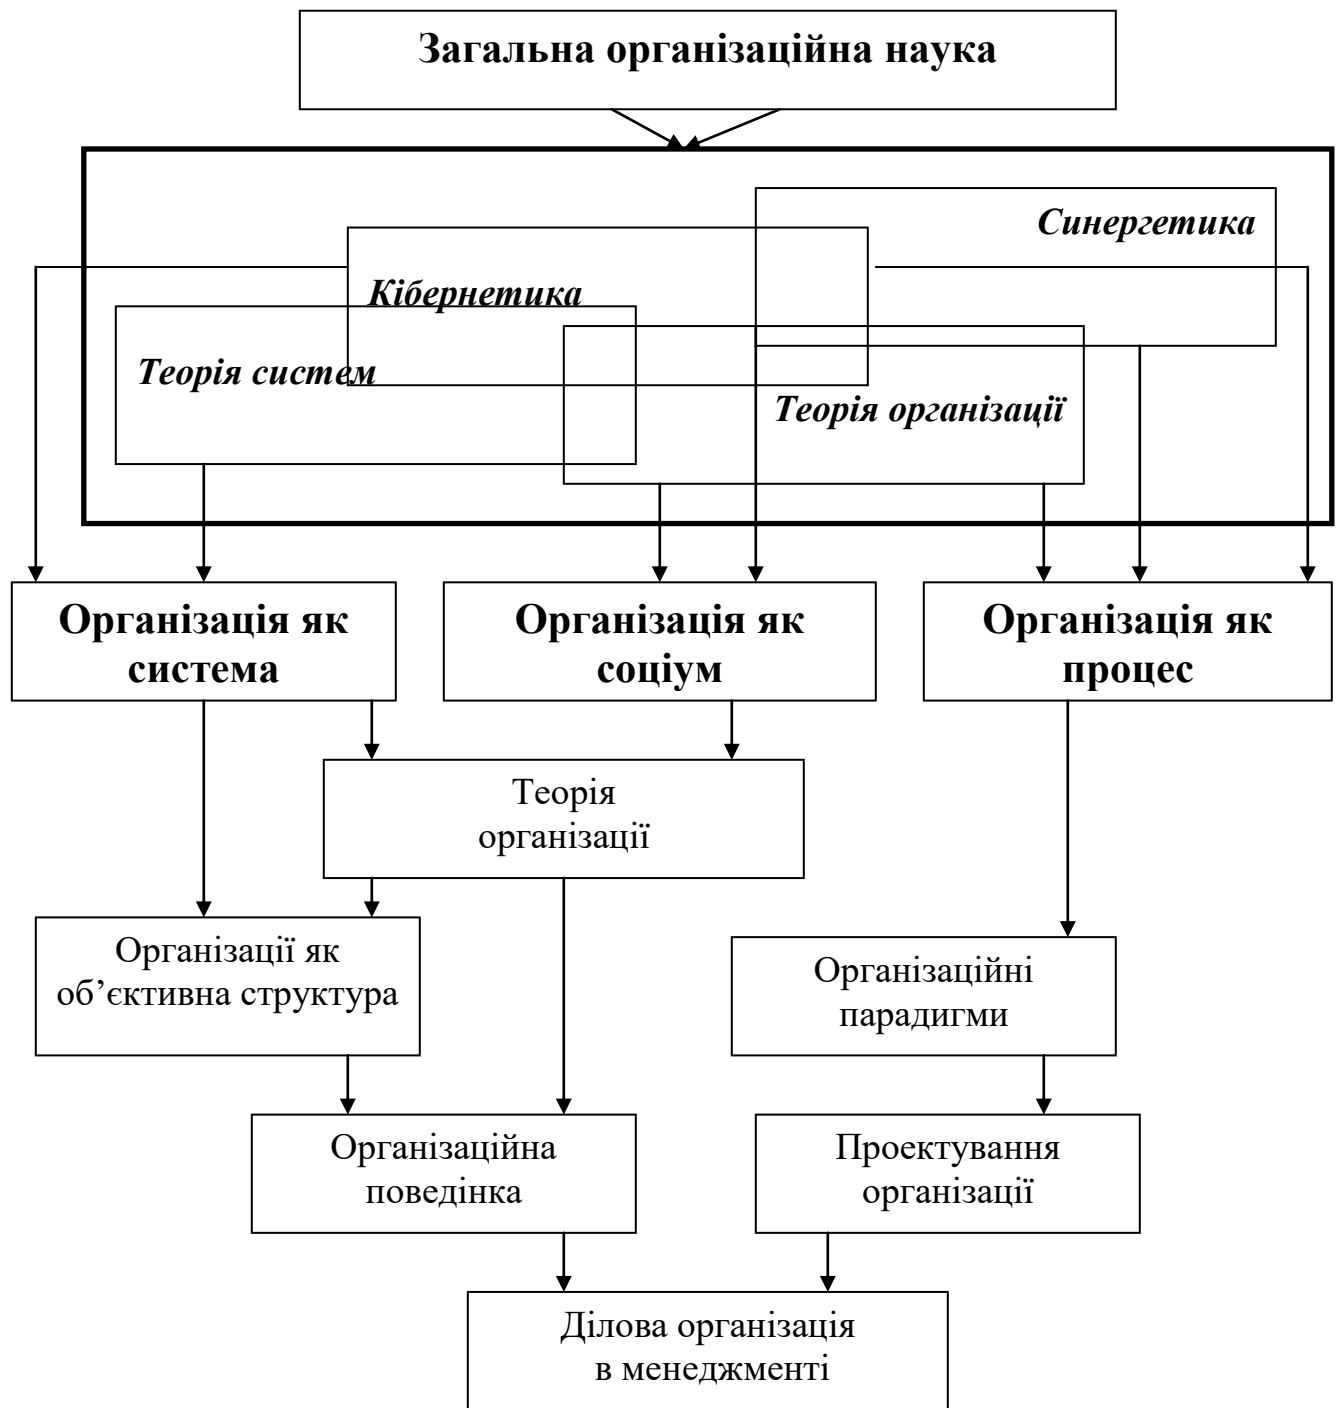 Загальна організаційна наука
Синергетика
Кібернетика
Теорія систем
Теорія організації
Організація як
система
Організація як
соціум
Організація як
процес
Теорія
організації
Організації як
об’єктивна структура
Організаційні
парадигми
Організаційна
поведінка
Проектування
організації
Ділова організація
в менеджменті